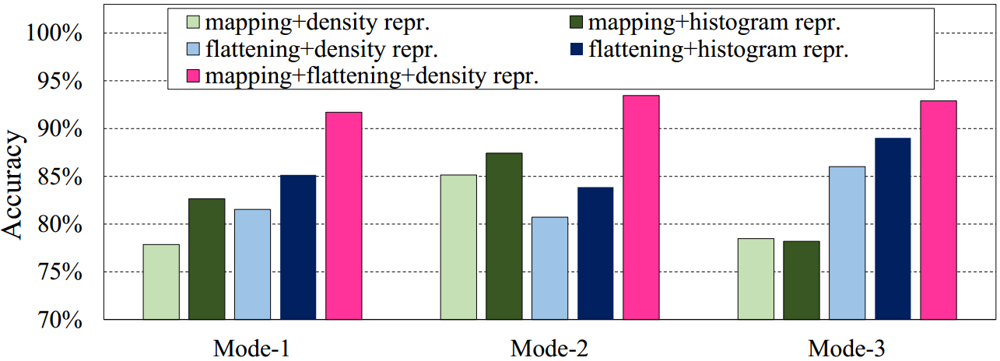 mapping+density repr. mapping+histogram repr.
flattening+density repr. flattening+histogram repr.
mapping+flattening+density repr.
100%
95%
90%
85%
80%
75%
70%
Accuracy
Mode-1 Mode-2 Mode-3